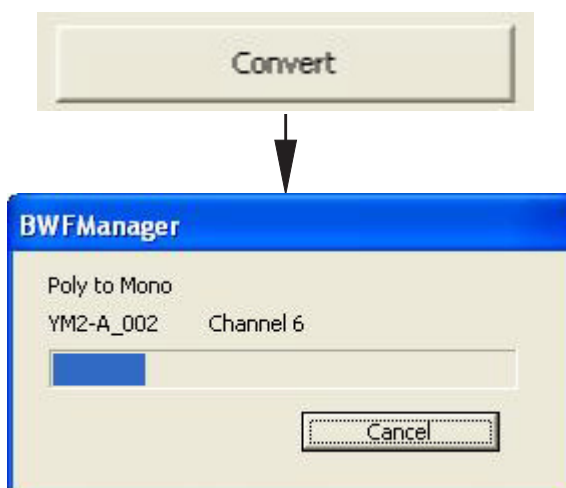 Convert
BWFManager
Poly to Mono
YM2-A_002 Channel 6
Cancel